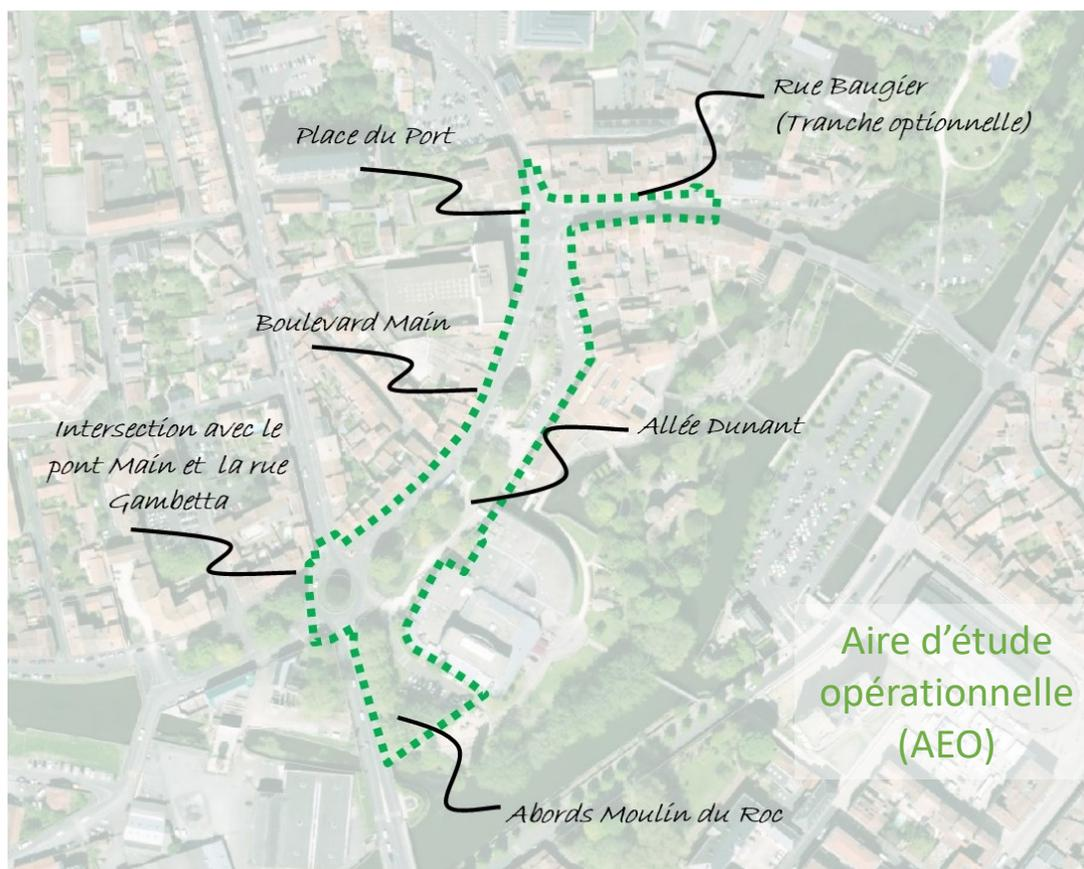 Rue Baugier
(Tranche optionnelle)
Place du Port
Boulevard Main
Intersection avec le
pont Main et la rue
Gambetta
Allée Dunant
Aire d’étude
opérationnelle
(AEO)
Abords Moulin du Roc